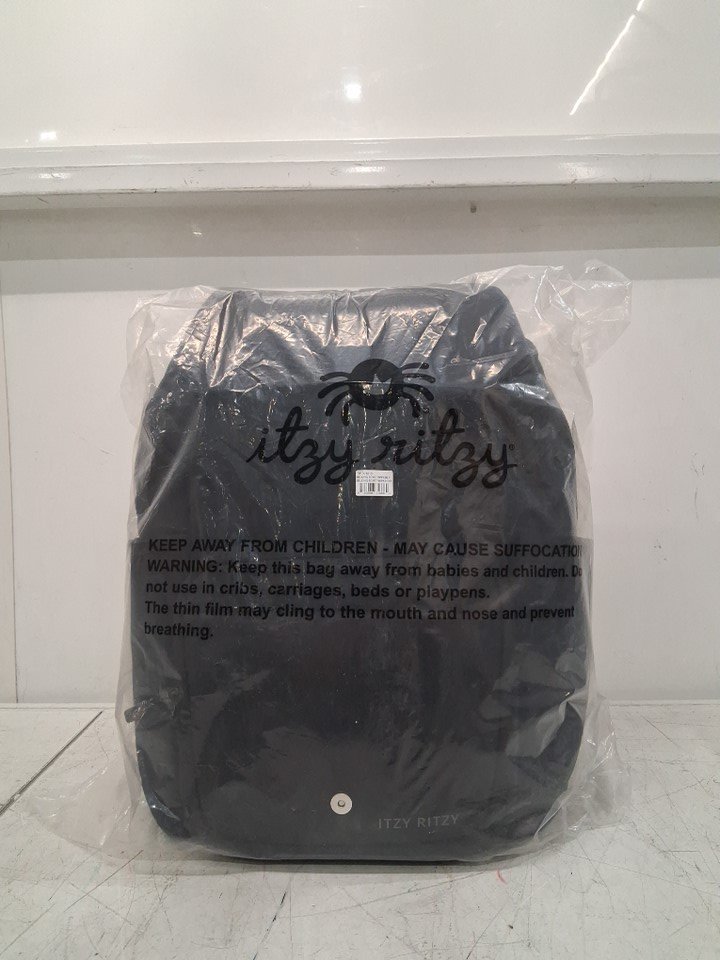 itzy ritzy®
KEEP AWAY FROM CHILDREN - MAY CAUSE SUFFOCATION
WARNING: Keep this bag away from babies and children. Do
not use in cribs, carriages, beds or playpens.
The thin film may cling to the mouth and nose and prevent
breathing.
ITZY RITZY